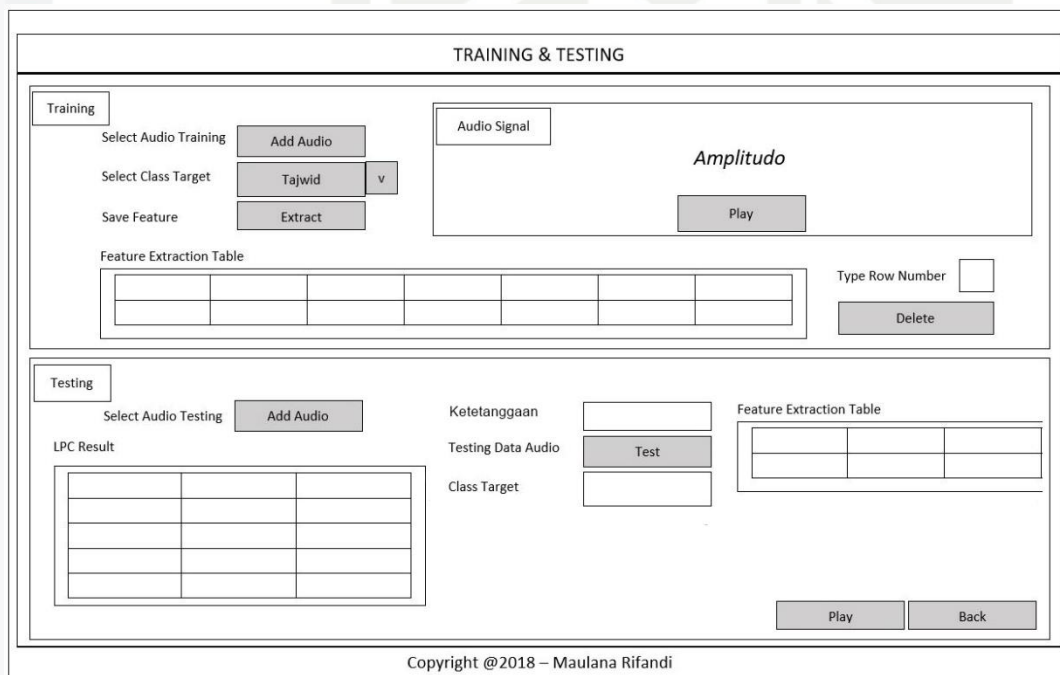 TRAINING & TESTING
Training
Select Audio Training
Add Audio
Select Class Target
Tajwid
v
Save Feature
Extract
Audio Signal
Amplitudo
Play
Feature Extraction Table
Type Row Number
Delete
Testing
Select Audio Testing
Add Audio
LPC Result
Ketetanggaan
Testing Data Audio
Test
Class Target
Feature Extraction Table
Play
Back
Copyright @2018 – Maulana Rifandi